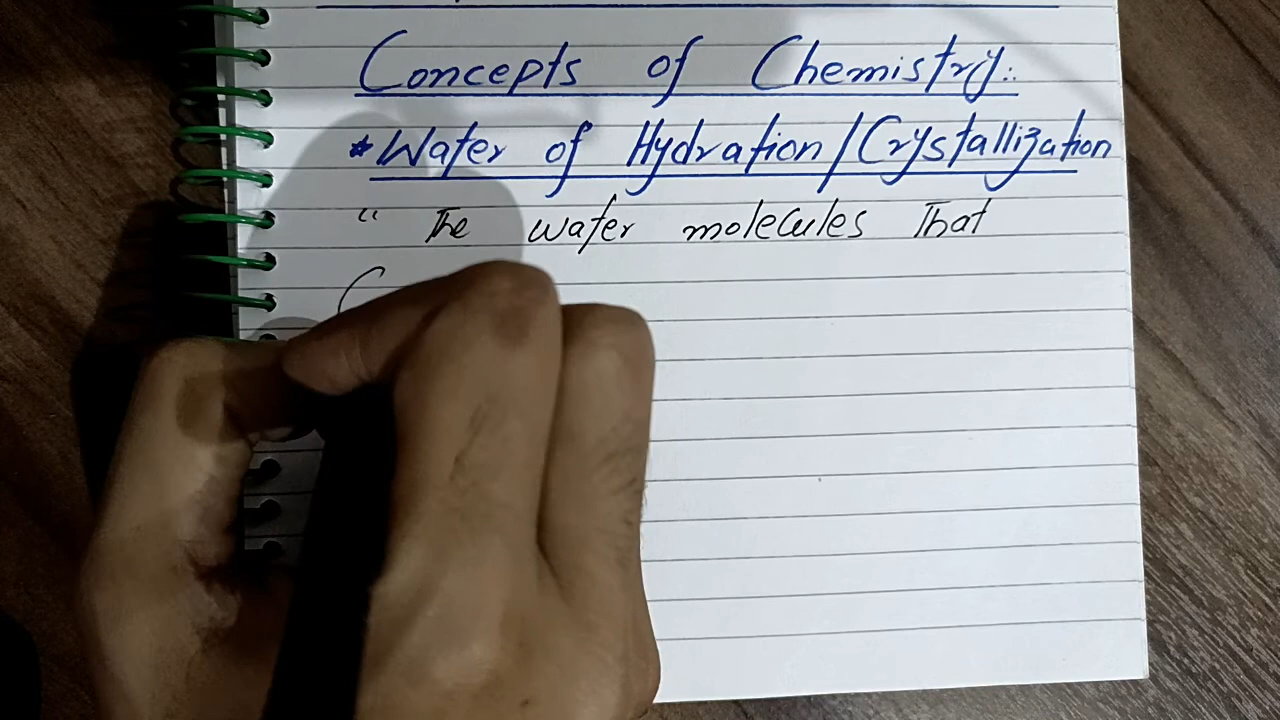 Concepts of Chemistry:.
*Water of Hydration/Crystallization
“ The water molecules That
C